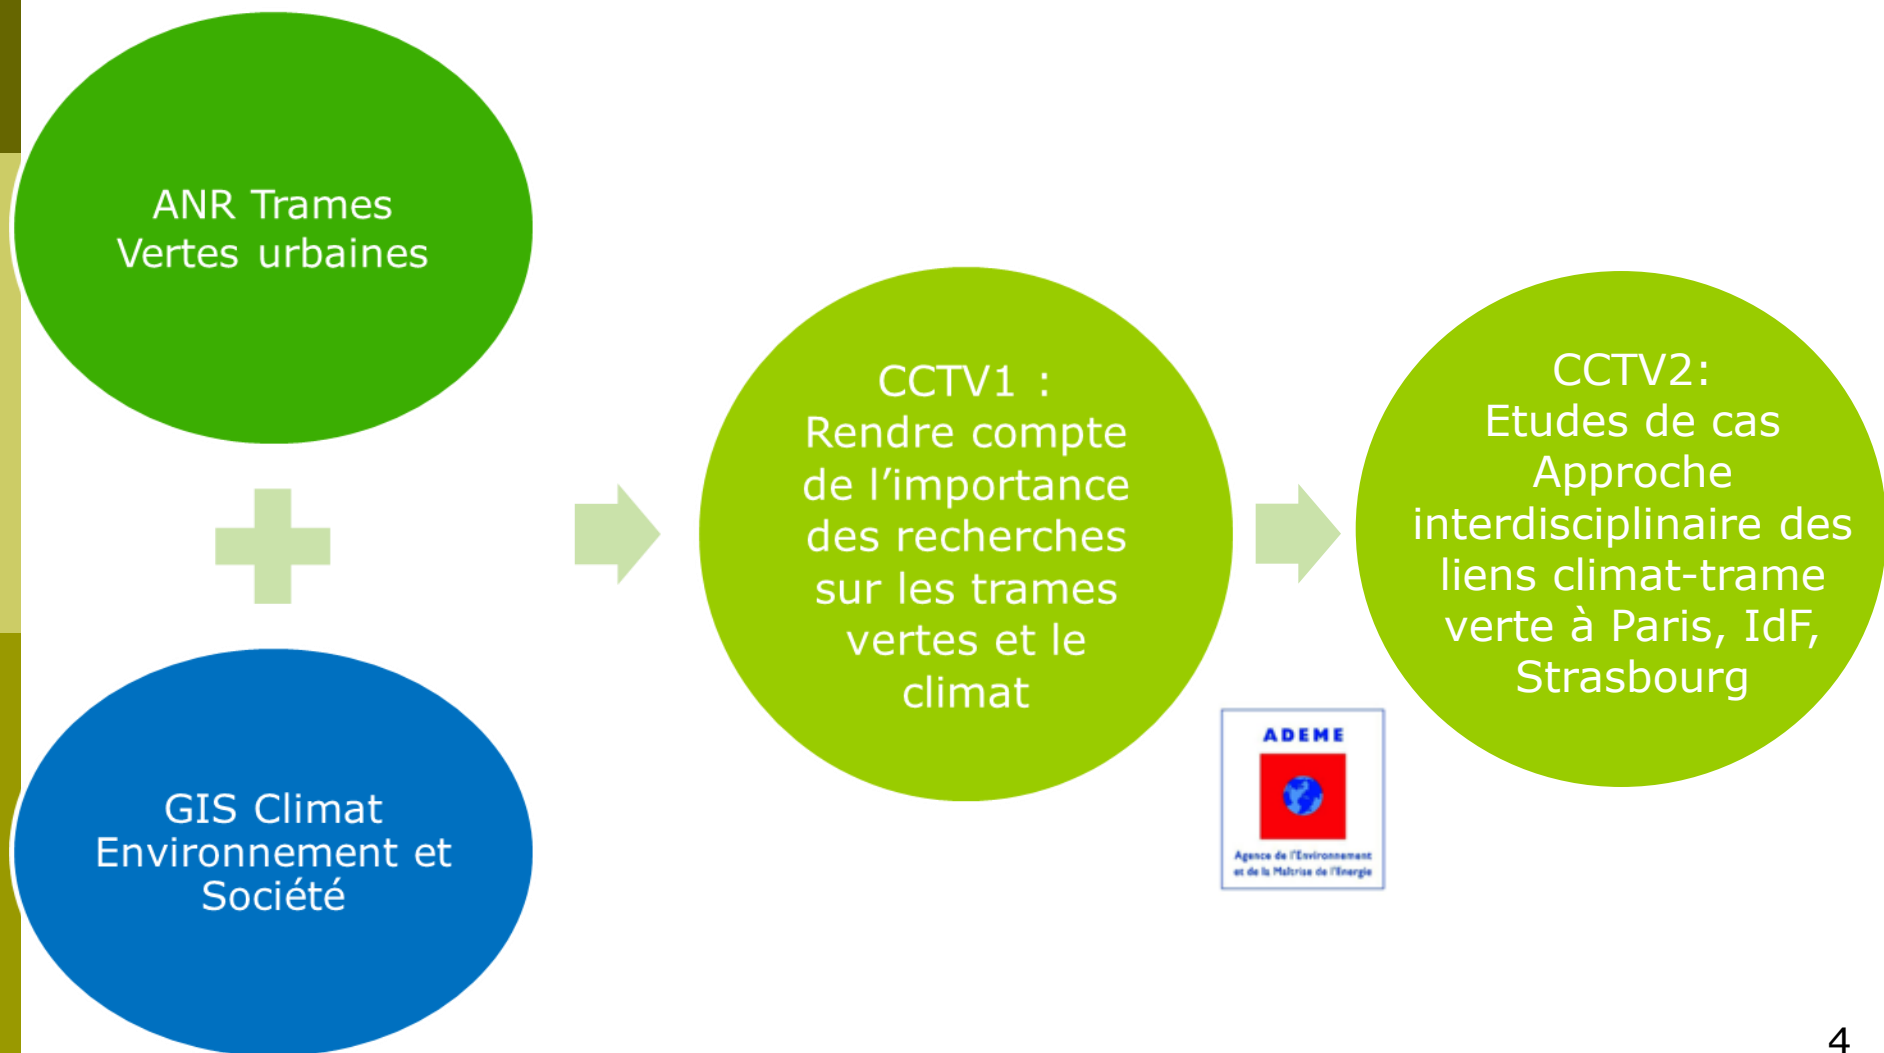 ANR Trames
Vertes urbaines
GIS Climat
Environnement et
Société
CCTV1 :
Rendre compte
de l’importance
des recherches
sur les trames
vertes et le
climat
CCTV2:
Etudes de cas
Approche
interdisciplinaire des
liens climat-trame
verte à Paris, IdF,
Strasbourg
ADEME
Agence de l'Environnement
et de la Maîtrise de l'Energie
4